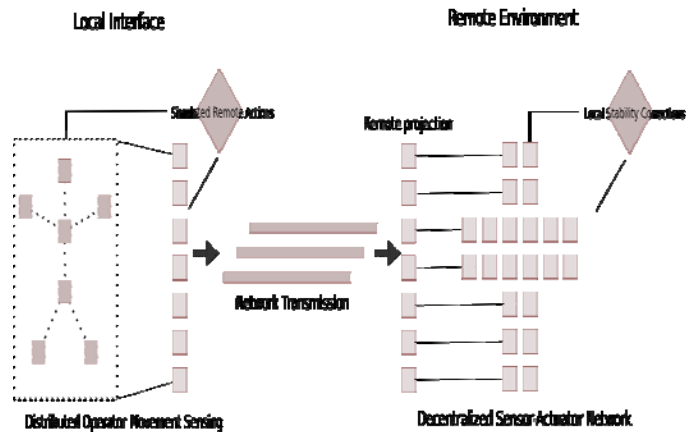 Local Interface
Remote Environment
Simulated Remote Actions
Local Stability Corrections
Remote projection
Network Transmission
Distributed Operator Movement Sensing
Decentralized Sensor-Actuator Network